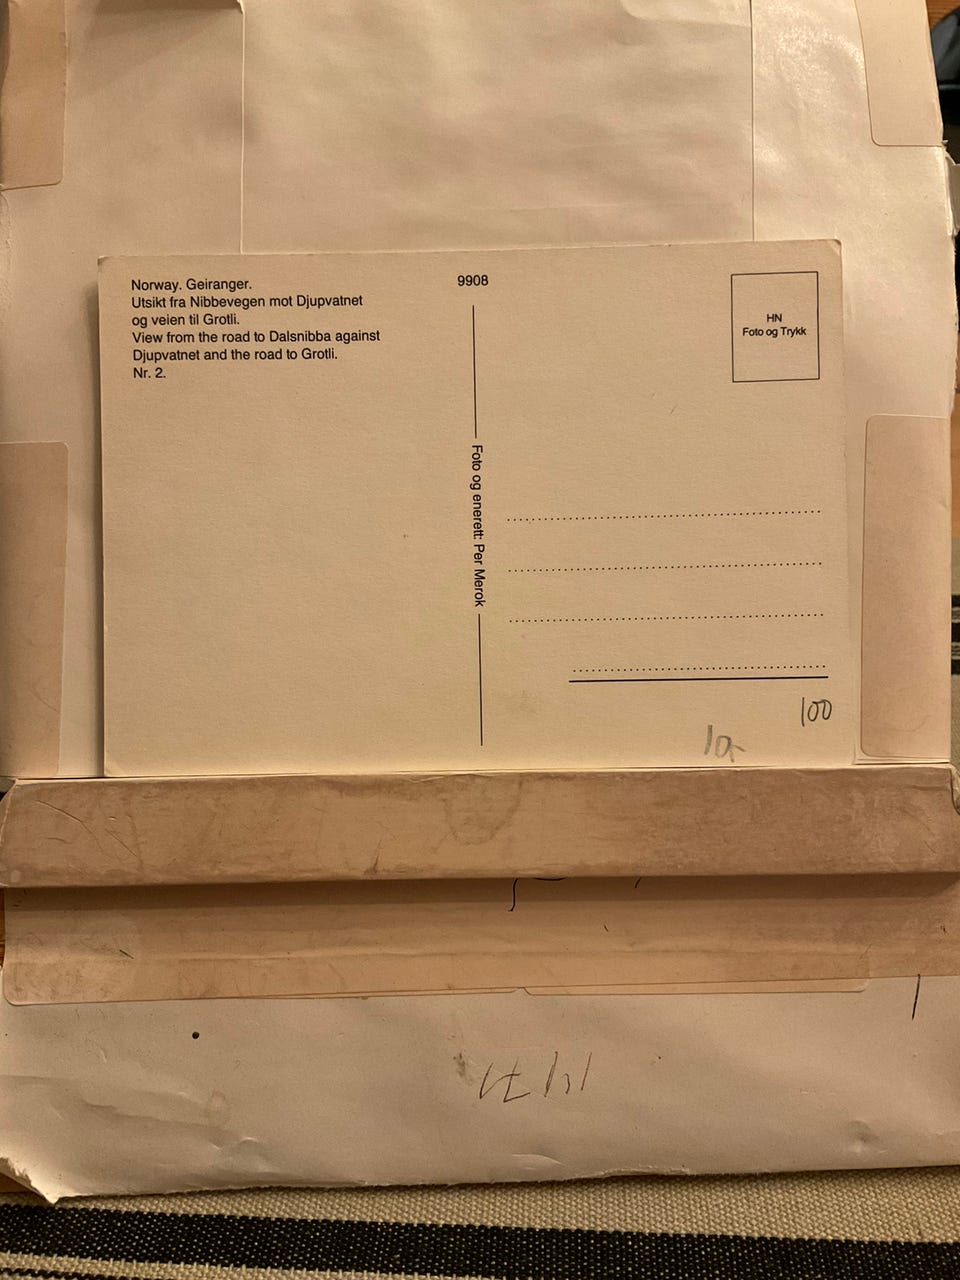 Norway. Geiranger.
Utsikt fra Nibbevegen mot Djupvatnet
og veien til Grotli.
View from the road to Dalsnibba against
Djupvatnet and the road to Grotli.
Nr. 2.
9908
Foto og enerett: Per Merok
HN
Foto og Trykk
100
10,-